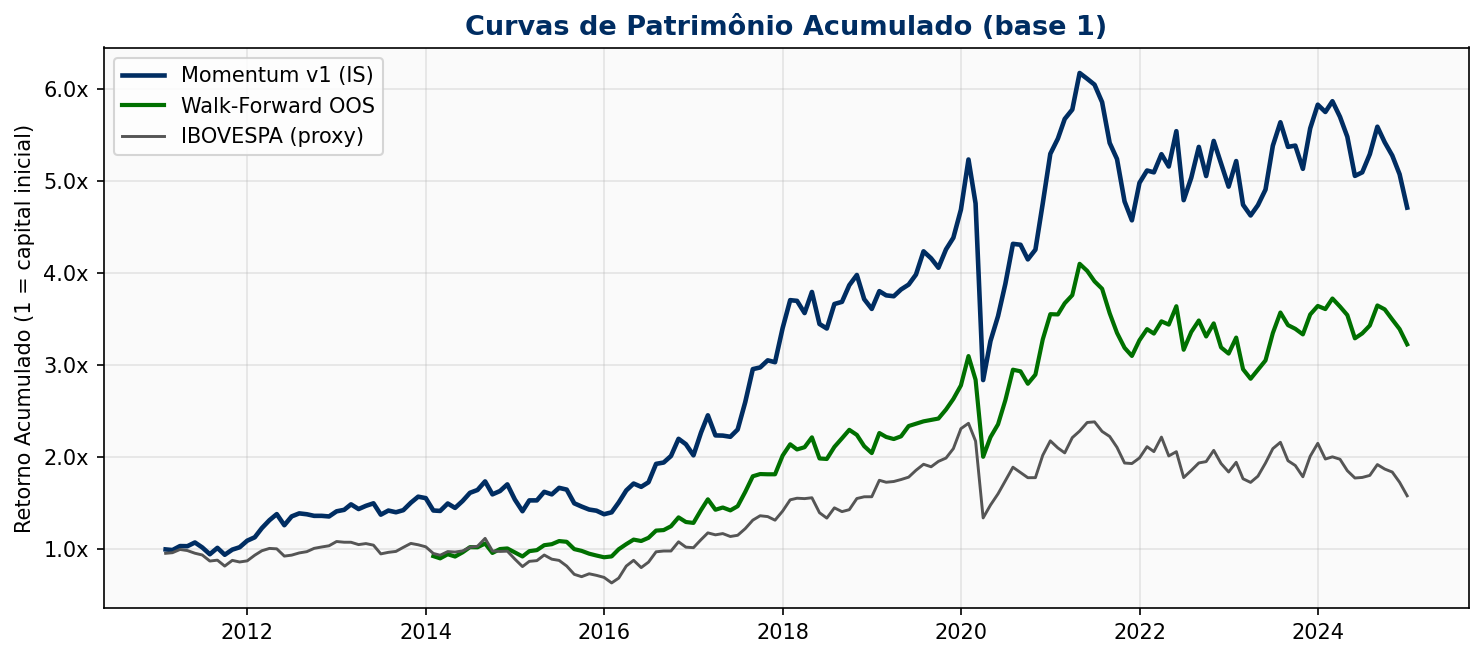 Curvas de Patrimônio Acumulado (base 1)
Momentum v1 (IS)
Walk-Forward OOS
IBOVESPA (proxy)
Retorno Acumulado (1 = capital inicial)
6.0x
5.0x
4.0x
3.0x
2.0x
1.0x
2012 2014 2016 2018 2020 2022 2024